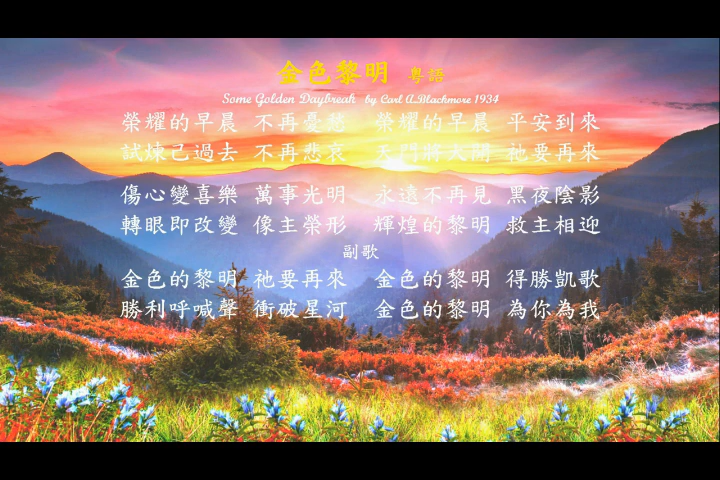 金色黎明 粵語
Some Golden Daybreak by Carl A.Blackmore 1934
榮耀的早晨 不再憂愁 榮耀的早晨 平安到來
試煉已過去 不再悲哀 天門將大開 祂要再來
傷心變喜樂 萬事光明 永遠不再見 黑夜陰影
轉眼即改變 像主榮形 輝煌的黎明 救主相迎
副歌
金色的黎明 祂要再來 金色的黎明 得勝凱歌
勝利呼喊聲 衝破星河 金色的黎明 為你為我